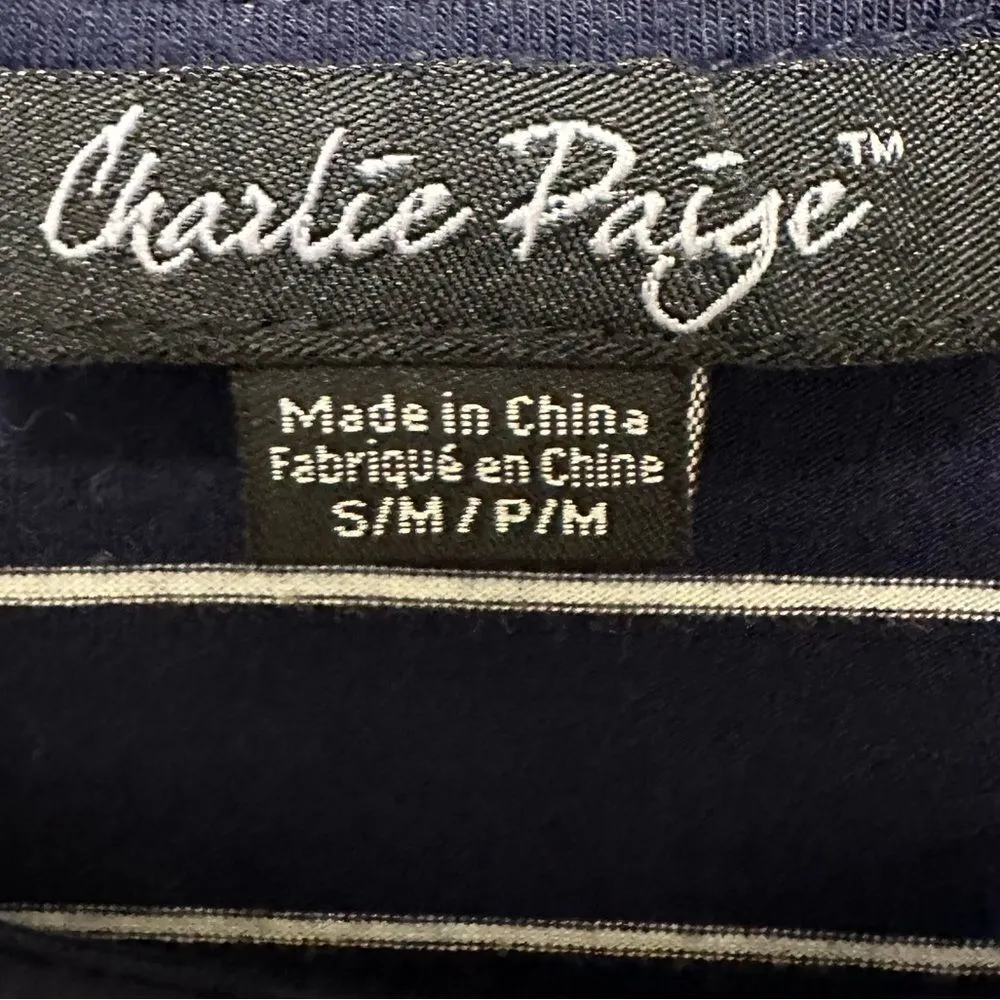 Charlie Paige™
Made in China
Fabriqué en Chine
S/M / P/M